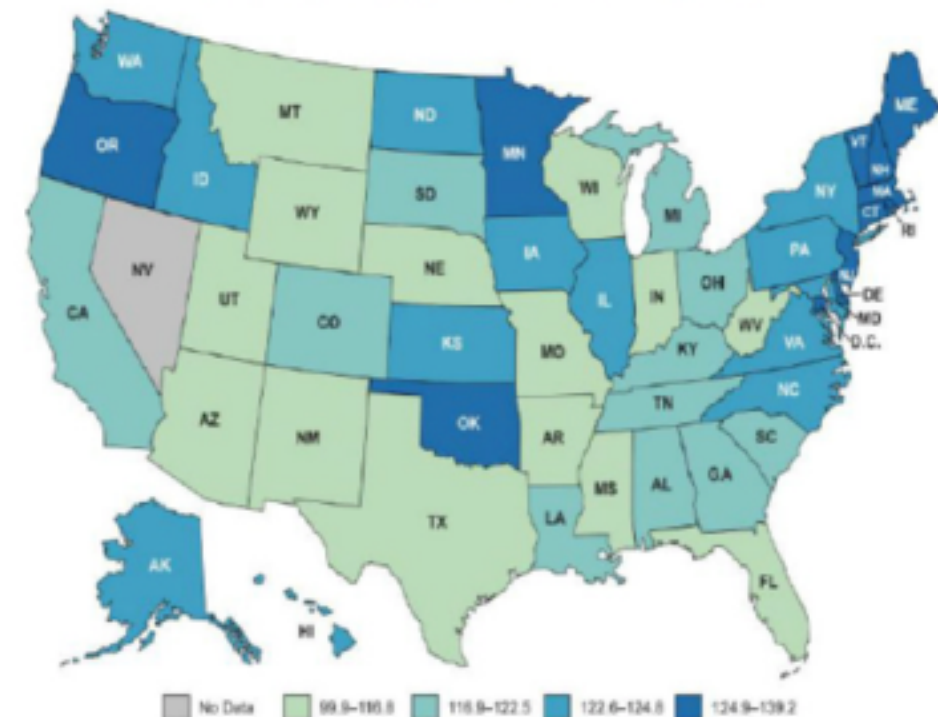 WA
MT
ND
MN
ME
OR
ID
SD
WI
VT
NH
WY
MI
NY
MA
CT
RI
NV
NE
IA
PA
NJ
CA
UT
CO
IL
IN
OH
DE
KS
MO
WV
MD
KY
VA
D.C.
AZ
NM
OK
AR
TN
NC
SC
MS
AL
GA
TX
LA
AK
FL
HI
No Data 99.9–116.8 116.9–122.5 122.6–124.8 124.9–139.2